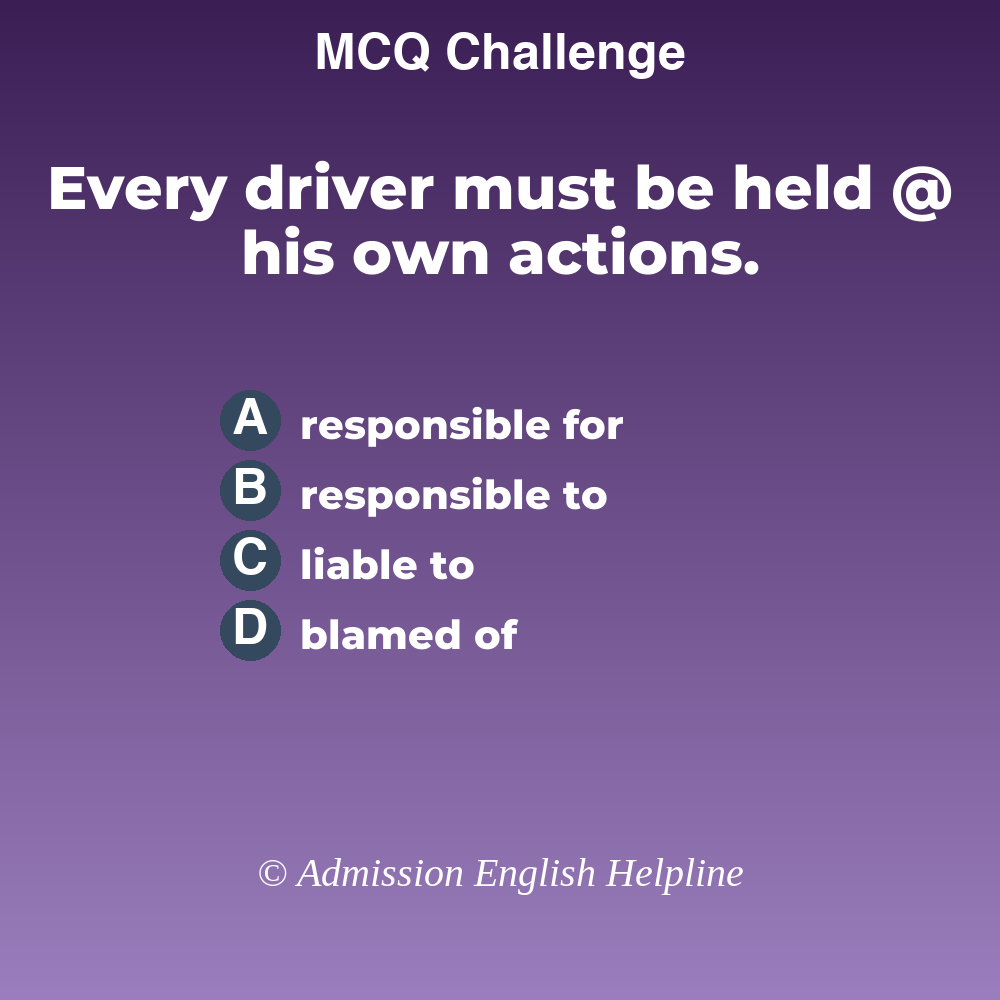 MCQ Challenge
Every driver must be held @
his own actions.
A responsible for
B responsible to
C liable to
D blamed of
© Admission English Helpline